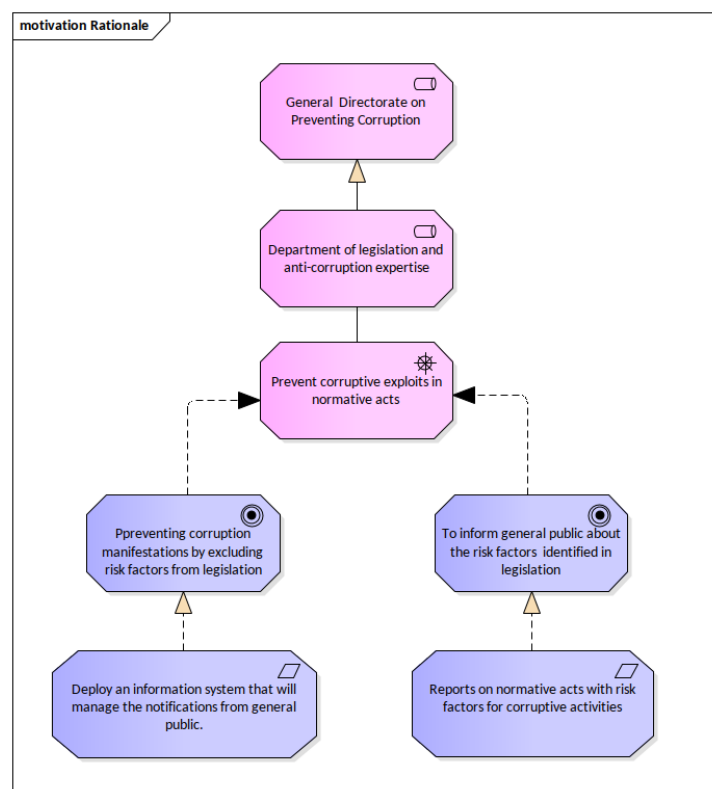 motivation Rationale
General  Directorate on
Preventing Corruption
Department of legislation and
anti-corruption expertise
Prevent corruptive exploits in
normative acts
Ppreventing corruption
manifestations by excluding
risk factors from legislation
To inform general public about
the risk factors  identified in
legislation
Deploy an information system that will
manage the notifications from general
public.
Reports on normative acts with risk
factors for corruptive activities